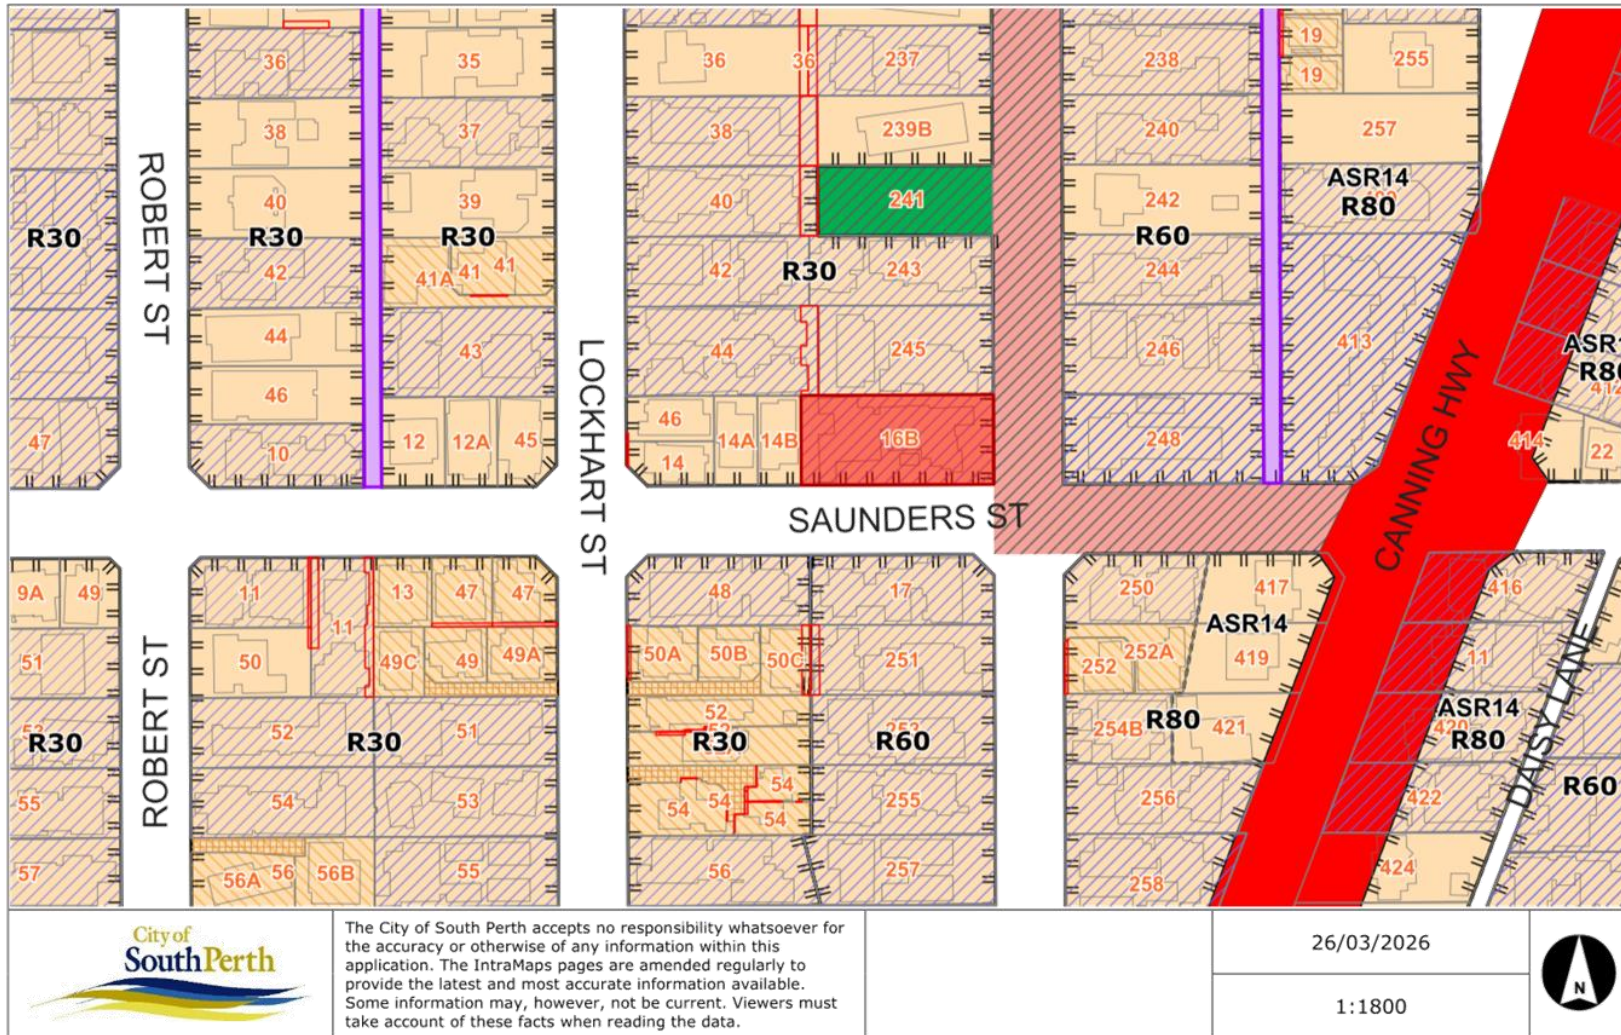 36
35
36
36
237
238
19
19
255
38
37
38
239B
240
257
ROBERT ST
40
39
40
241
242
ASR14
R80
R30
R30
R30
R60
42
41A
41
41
42
R30
243
244
44
43
44
245
246
413
ASR1
R80
412
LOCKHART ST
CANNING HWY
46
47
10
12
12A
45
46
14
14A
14B
16B
248
414
22
SAUNDERS ST
9A
49
11
11
13
47
47
48
17
250
417
416
51
50
49C
49
49A
50A
50B
50C
251
252
252A
ASR14
419
11
DAISY LANE
ROBERT ST
R30
52
R30
51
52
R30
R60
254B
R80
421
ASR14
R80
420
R60
55
54
53
54
54
54
54
255
256
422
57
56A
56
56B
55
56
257
258
424
City of
South Perth
The City of South Perth accepts no responsibility whatsoever for
the accuracy or otherwise of any information within this
application. The IntraMaps pages are amended regularly to
provide the latest and most accurate information available.
Some information may, however, not be current. Viewers must
take account of these facts when reading the data.
26/03/2026
1:1800
N